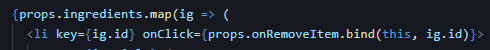 {props.ingredients.map(ig => (
<li key={ig.id} onClick={props.onRemoveItem.bind(this, ig.id)}>